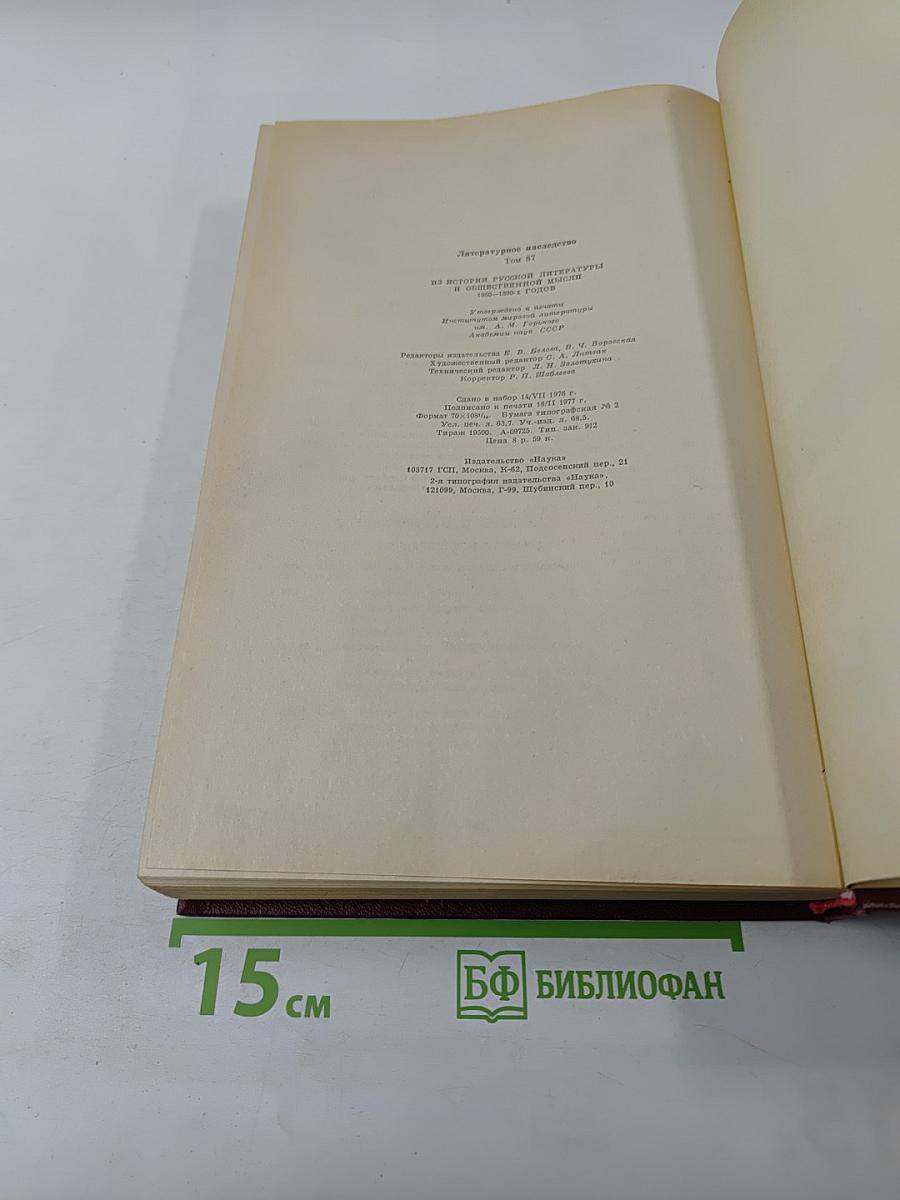 Литературное наследство
Том 87
ИЗ ИСТОРИИ РУССКОЙ ЛИТЕРАТУРЫ
И ОБЩЕСТВЕННОЙ МЫСЛИ
1860—1890-х ГОДОВ
Утверждено к печати
Институтом мировой литературы
им. А. М. Горького
Академии наук СССР
Редакторы издательства Е. В. Белова, В. Ч. Воровская
Художественный редактор С. А. Литвак
Технический редактор Л. Н. Золотухина
Корректор Р. П. Шаблеева
Сдано в набор 14/VII 1976 г.
Подписано к печати 18/II 1977 г.
Формат 70×108¹/₁₆. Бумага типографская № 2
Усл. печ. л. 63,7. Уч.-изд. л. 68,5.
Тираж 19500. А-09725. Тип. зак. 912
Цена 8 р. 59 к.
Издательство «Наука»
103717 ГСП, Москва, К-62, Подсосенский пер., 21
2-я типография издательства «Наука»,
121099, Москва, Г-99, Шубинский пер., 10
15 см
БФ БИБЛИОФАН